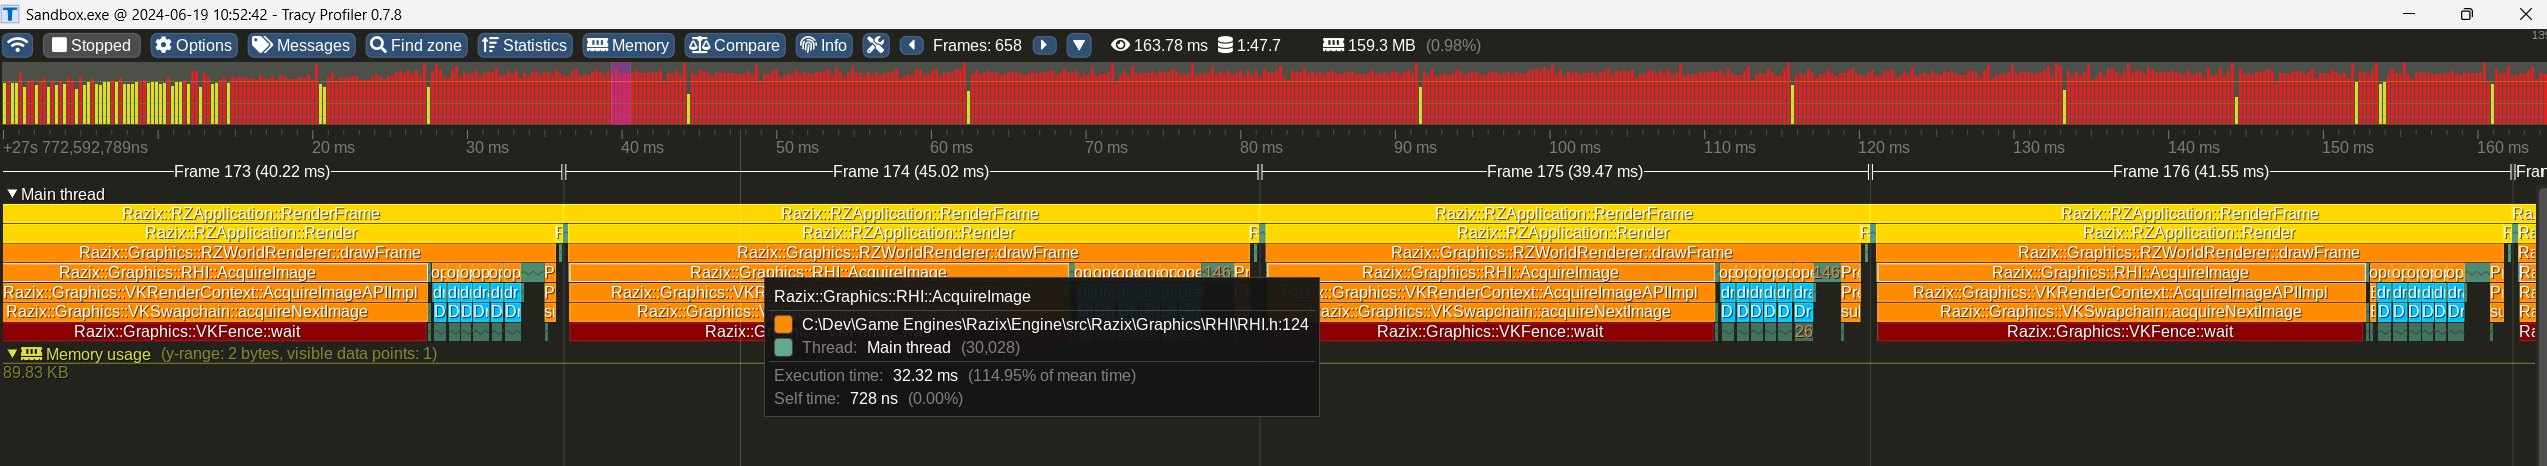 Sandbox.exe @ 2024-06-19 10:52:42 - Tracy Profiler 0.7.8
Stopped Options Messages Find zone Statistics Memory Compare Info Frames: 658 163.78 ms 1:47.7 159.3 MB (0.98%)
+27s 772,592,789ns 20 ms 30 ms 40 ms 50 ms 60 ms 70 ms 80 ms 90 ms 100 ms 110 ms 120 ms 130 ms 140 ms 150 ms 160 ms
Frame 173 (40.22 ms) Frame 174 (45.02 ms) Frame 175 (39.47 ms) Frame 176 (41.55 ms) Fran
Main thread
Razix::RZApplication::RenderFrame Razix::RZApplication::RenderFrame Razix::RZApplication::RenderFrame Razix::RZApplication::RenderFrame
Razix::RZApplication::Render Razix::RZApplication::Render Razix::RZApplication::Render Razix::RZApplication::Render
Razix::Graphics::RZWorldRenderer::drawFrame Razix::Graphics::RZWorldRenderer::drawFrame Razix::Graphics::RZWorldRenderer::drawFrame Razix::Graphics::RZWorldRenderer::drawFrame
Razix::Graphics::RHI::AcquireImage Razix::Graphics::RHI::AcquireImage 146 Razix::Graphics::RHI::AcquireImage 146 Pre Razix::Graphics::RHI::AcquireImage
Razix::Graphics::VKRenderContext::AcquireImageAPIImpl Razix::Graphics::VKR ::Graphics::VKRenderContext::AcquireImageAPIImpl Pre Razix::Graphics::VKRenderContext::AcquireImageAPIImpl
Razix::Graphics::VKSwapchain::acquireNextImage Razix::Graphics:: azix::Graphics::VKSwapchain::acquireNextImage Razix::Graphics::VKSwapchain::acquireNextImage
Razix::Graphics::VKFence::wait Razix::G Razix::Graphics::VKFence::wait 26 Razix::Graphics::VKFence::wait
Memory usage (y-range: 2 bytes, visible data points: 1)
89.83 KB
Razix::Graphics::RHI::AcquireImage
C:\Dev\Game Engines\Razix\Engine\src\Razix\Graphics\RHI\RHI.h:124
Thread: Main thread (30,028)
Execution time: 32.32 ms (114.95% of mean time)
Self time: 728 ns (0.00%)